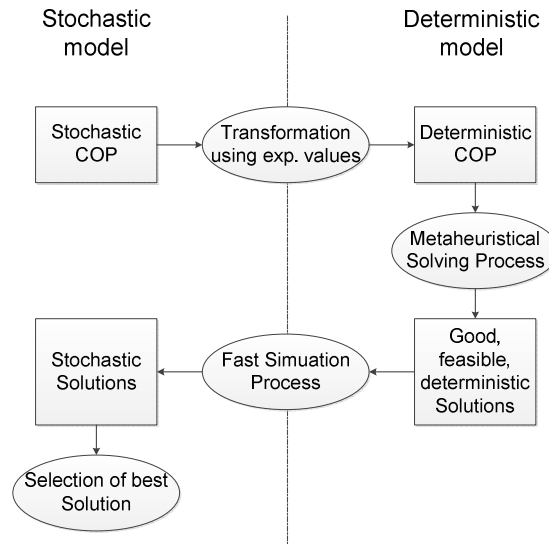 Stochastic
model
Deterministic
model
Stochastic
COP
Transformation
using exp. values
Deterministic
COP
Metaheuristical
Solving Process
Good,
feasible,
deterministic
Solutions
Fast Simuation
Process
Stochastic
Solutions
Selection of best
Solution